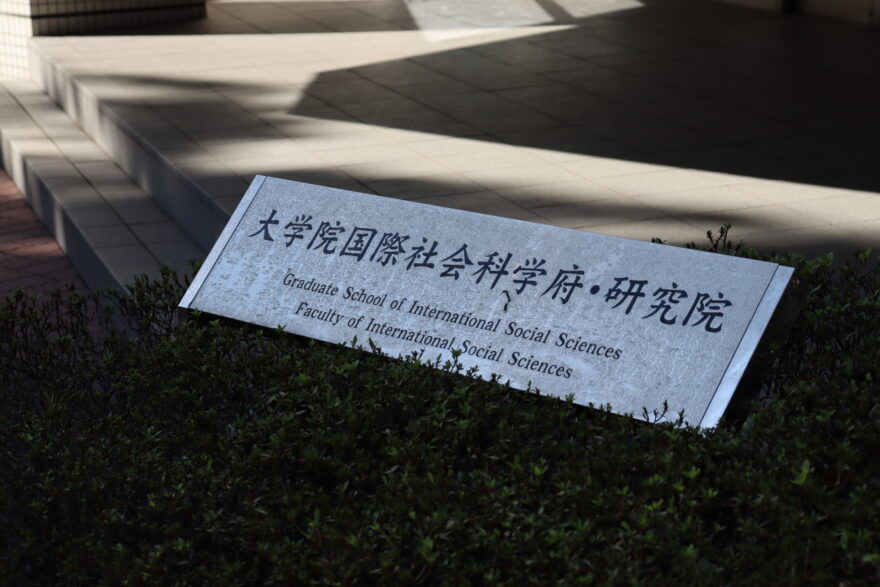 大学院国際社会科学府・研究院
Graduate School of International Social Sciences
Faculty of International Social Sciences